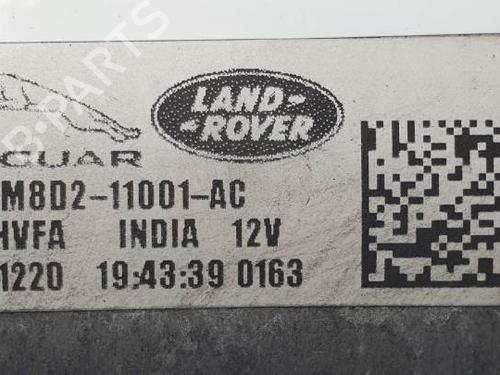 LAND-
-ROVER
GUAR
M8D2-11001-AC
HVFA INDIA 12V
1220 19:43:39 0163